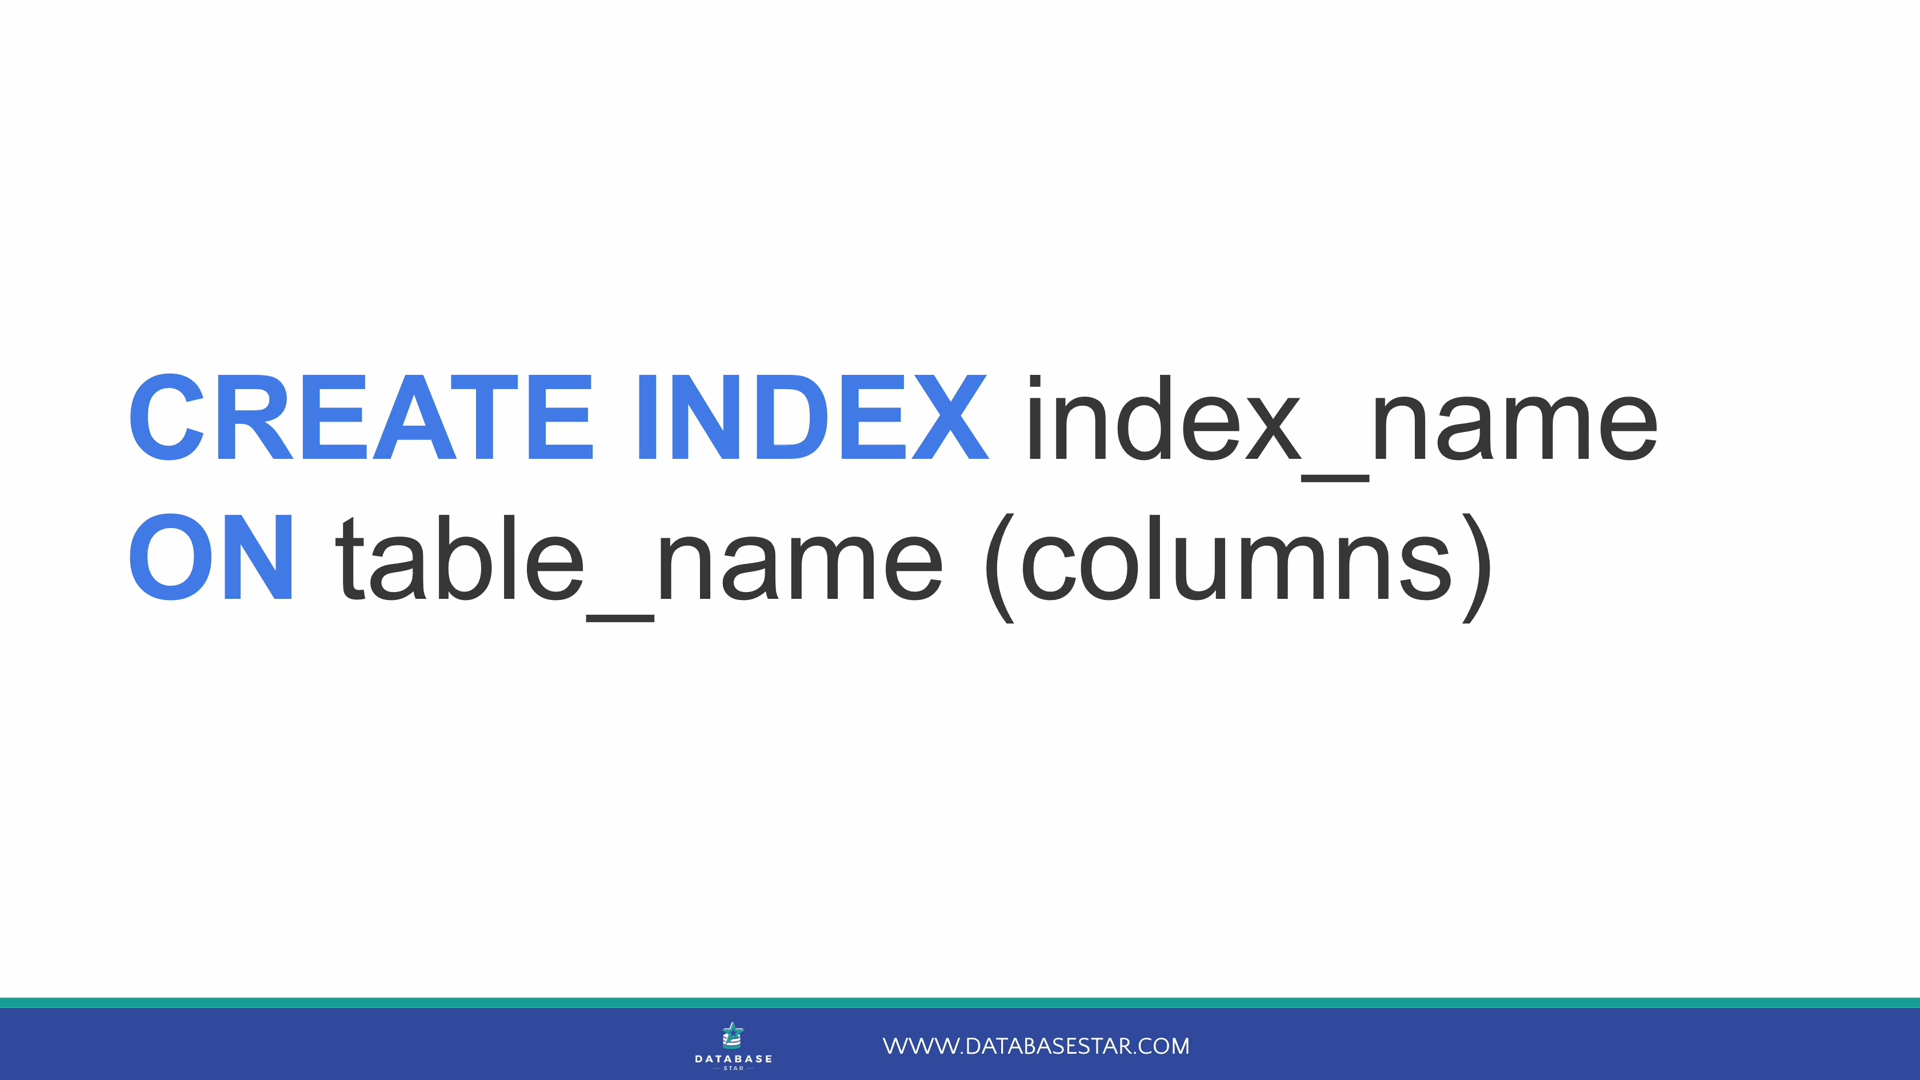 CREATE INDEX index_name
ON table_name (columns)
DATABASE
STAR
WWW.DATABASESTAR.COM